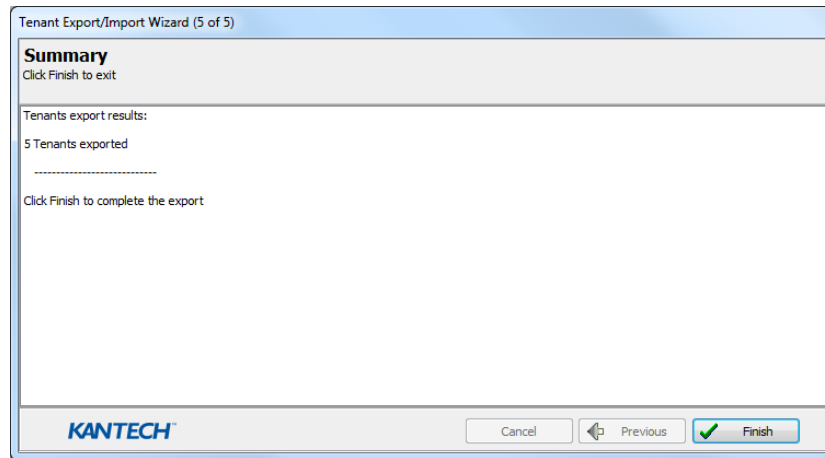 Tenant Export/Import Wizard (5 of 5)
Summary
Click Finish to exit
Tenants export results:
5 Tenants exported
----------------------------
Click Finish to complete the export
KANTECH™
Cancel
Previous
Finish